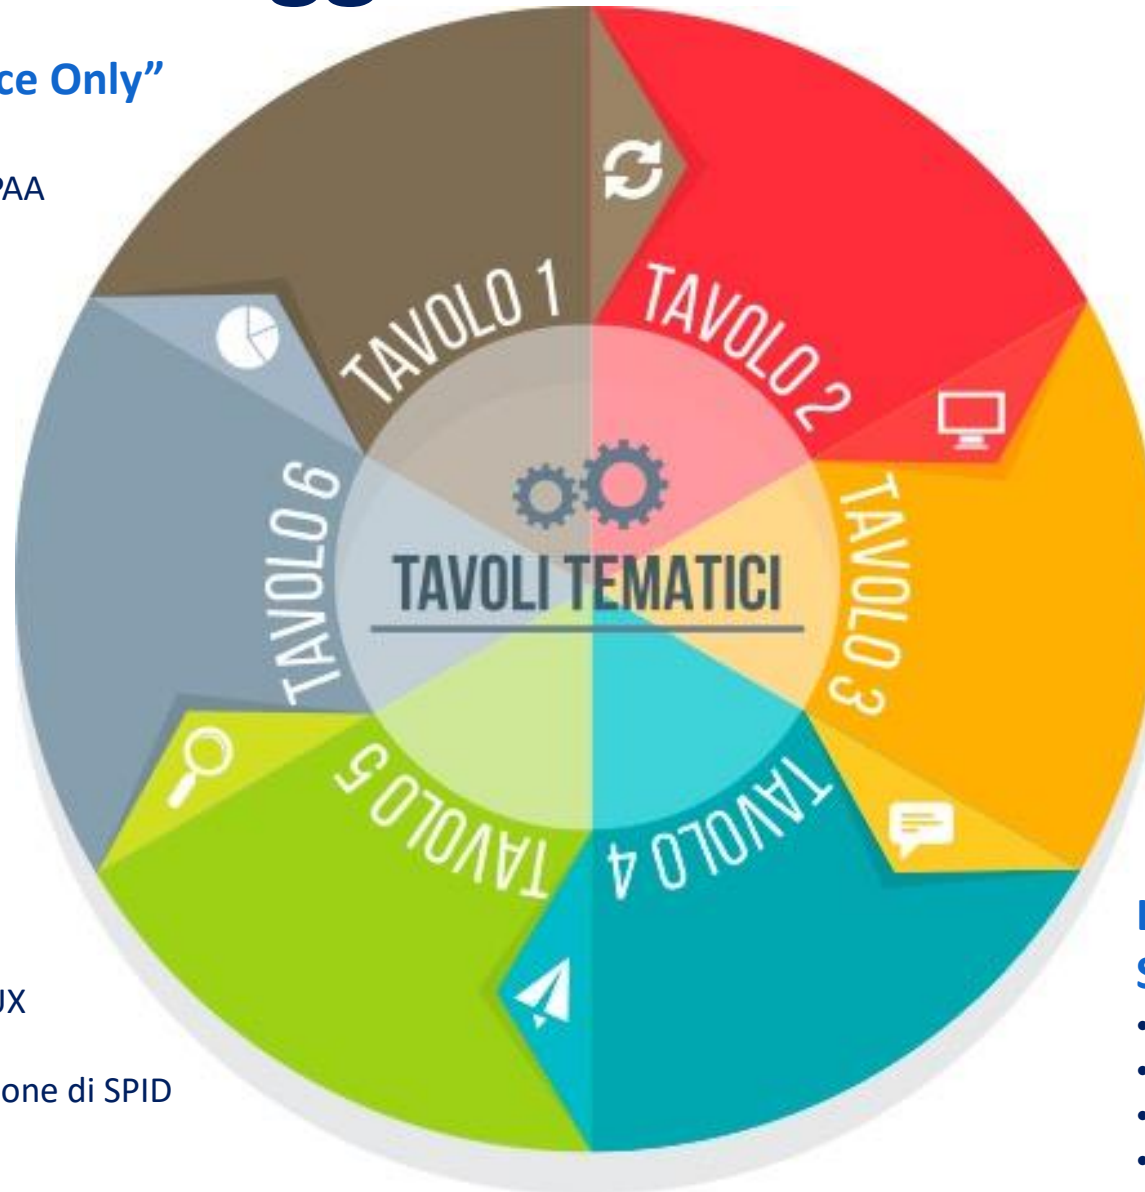 ce Only”
PAA
TAVOLO 1
TAVOLO 2
TAVOLO 3
TAVOLO 4
TAVOLO 5
TAVOLO 6
TAVOLI TEMATICI
UX
one di SPID
•
•
•
•